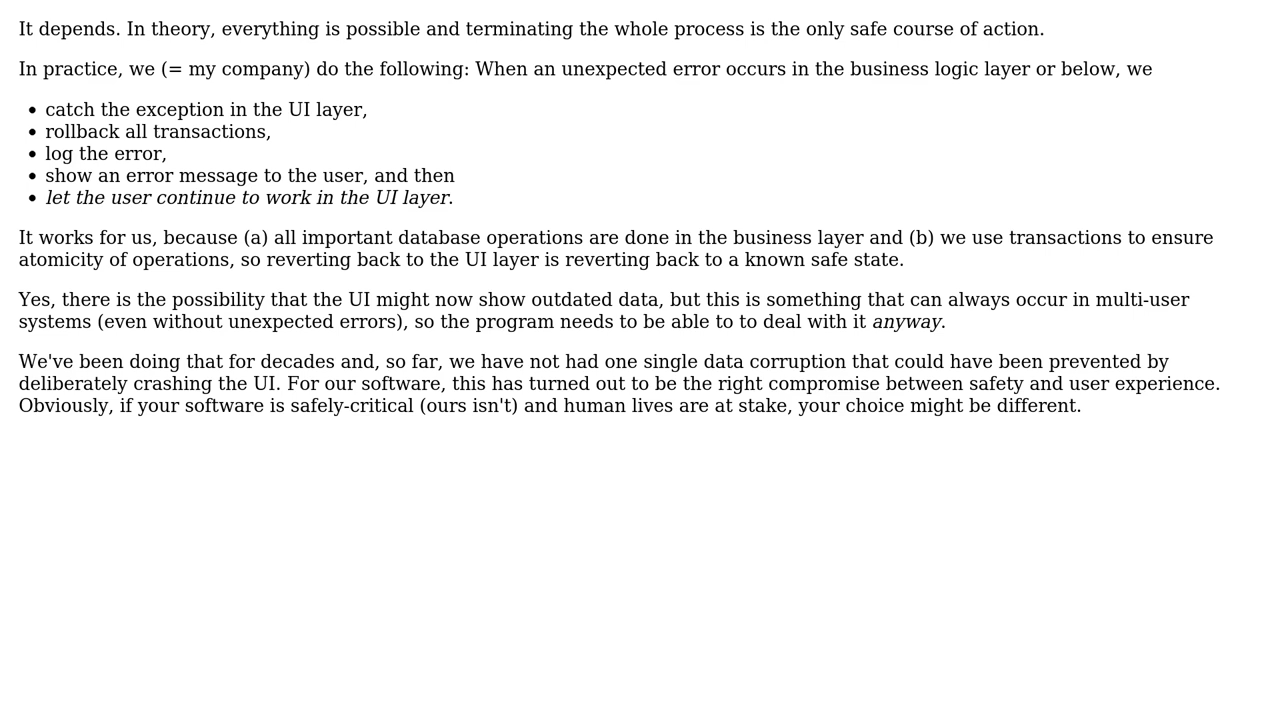 It depends. In theory, everything is possible and terminating the whole process is the only safe course of action.
In practice, we (= my company) do the following: When an unexpected error occurs in the business logic layer or below, we
• catch the exception in the UI layer,
• rollback all transactions,
• log the error,
• show an error message to the user, and then
• let the user continue to work in the UI layer.
It works for us, because (a) all important database operations are done in the business layer and (b) we use transactions to ensure
atomicity of operations, so reverting back to the UI layer is reverting back to a known safe state.
Yes, there is the possibility that the UI might now show outdated data, but this is something that can always occur in multi-user
systems (even without unexpected errors), so the program needs to be able to to deal with it anyway.
We've been doing that for decades and, so far, we have not had one single data corruption that could have been prevented by
deliberately crashing the UI. For our software, this has turned out to be the right compromise between safety and user experience.
Obviously, if your software is safely-critical (ours isn't) and human lives are at stake, your choice might be different.